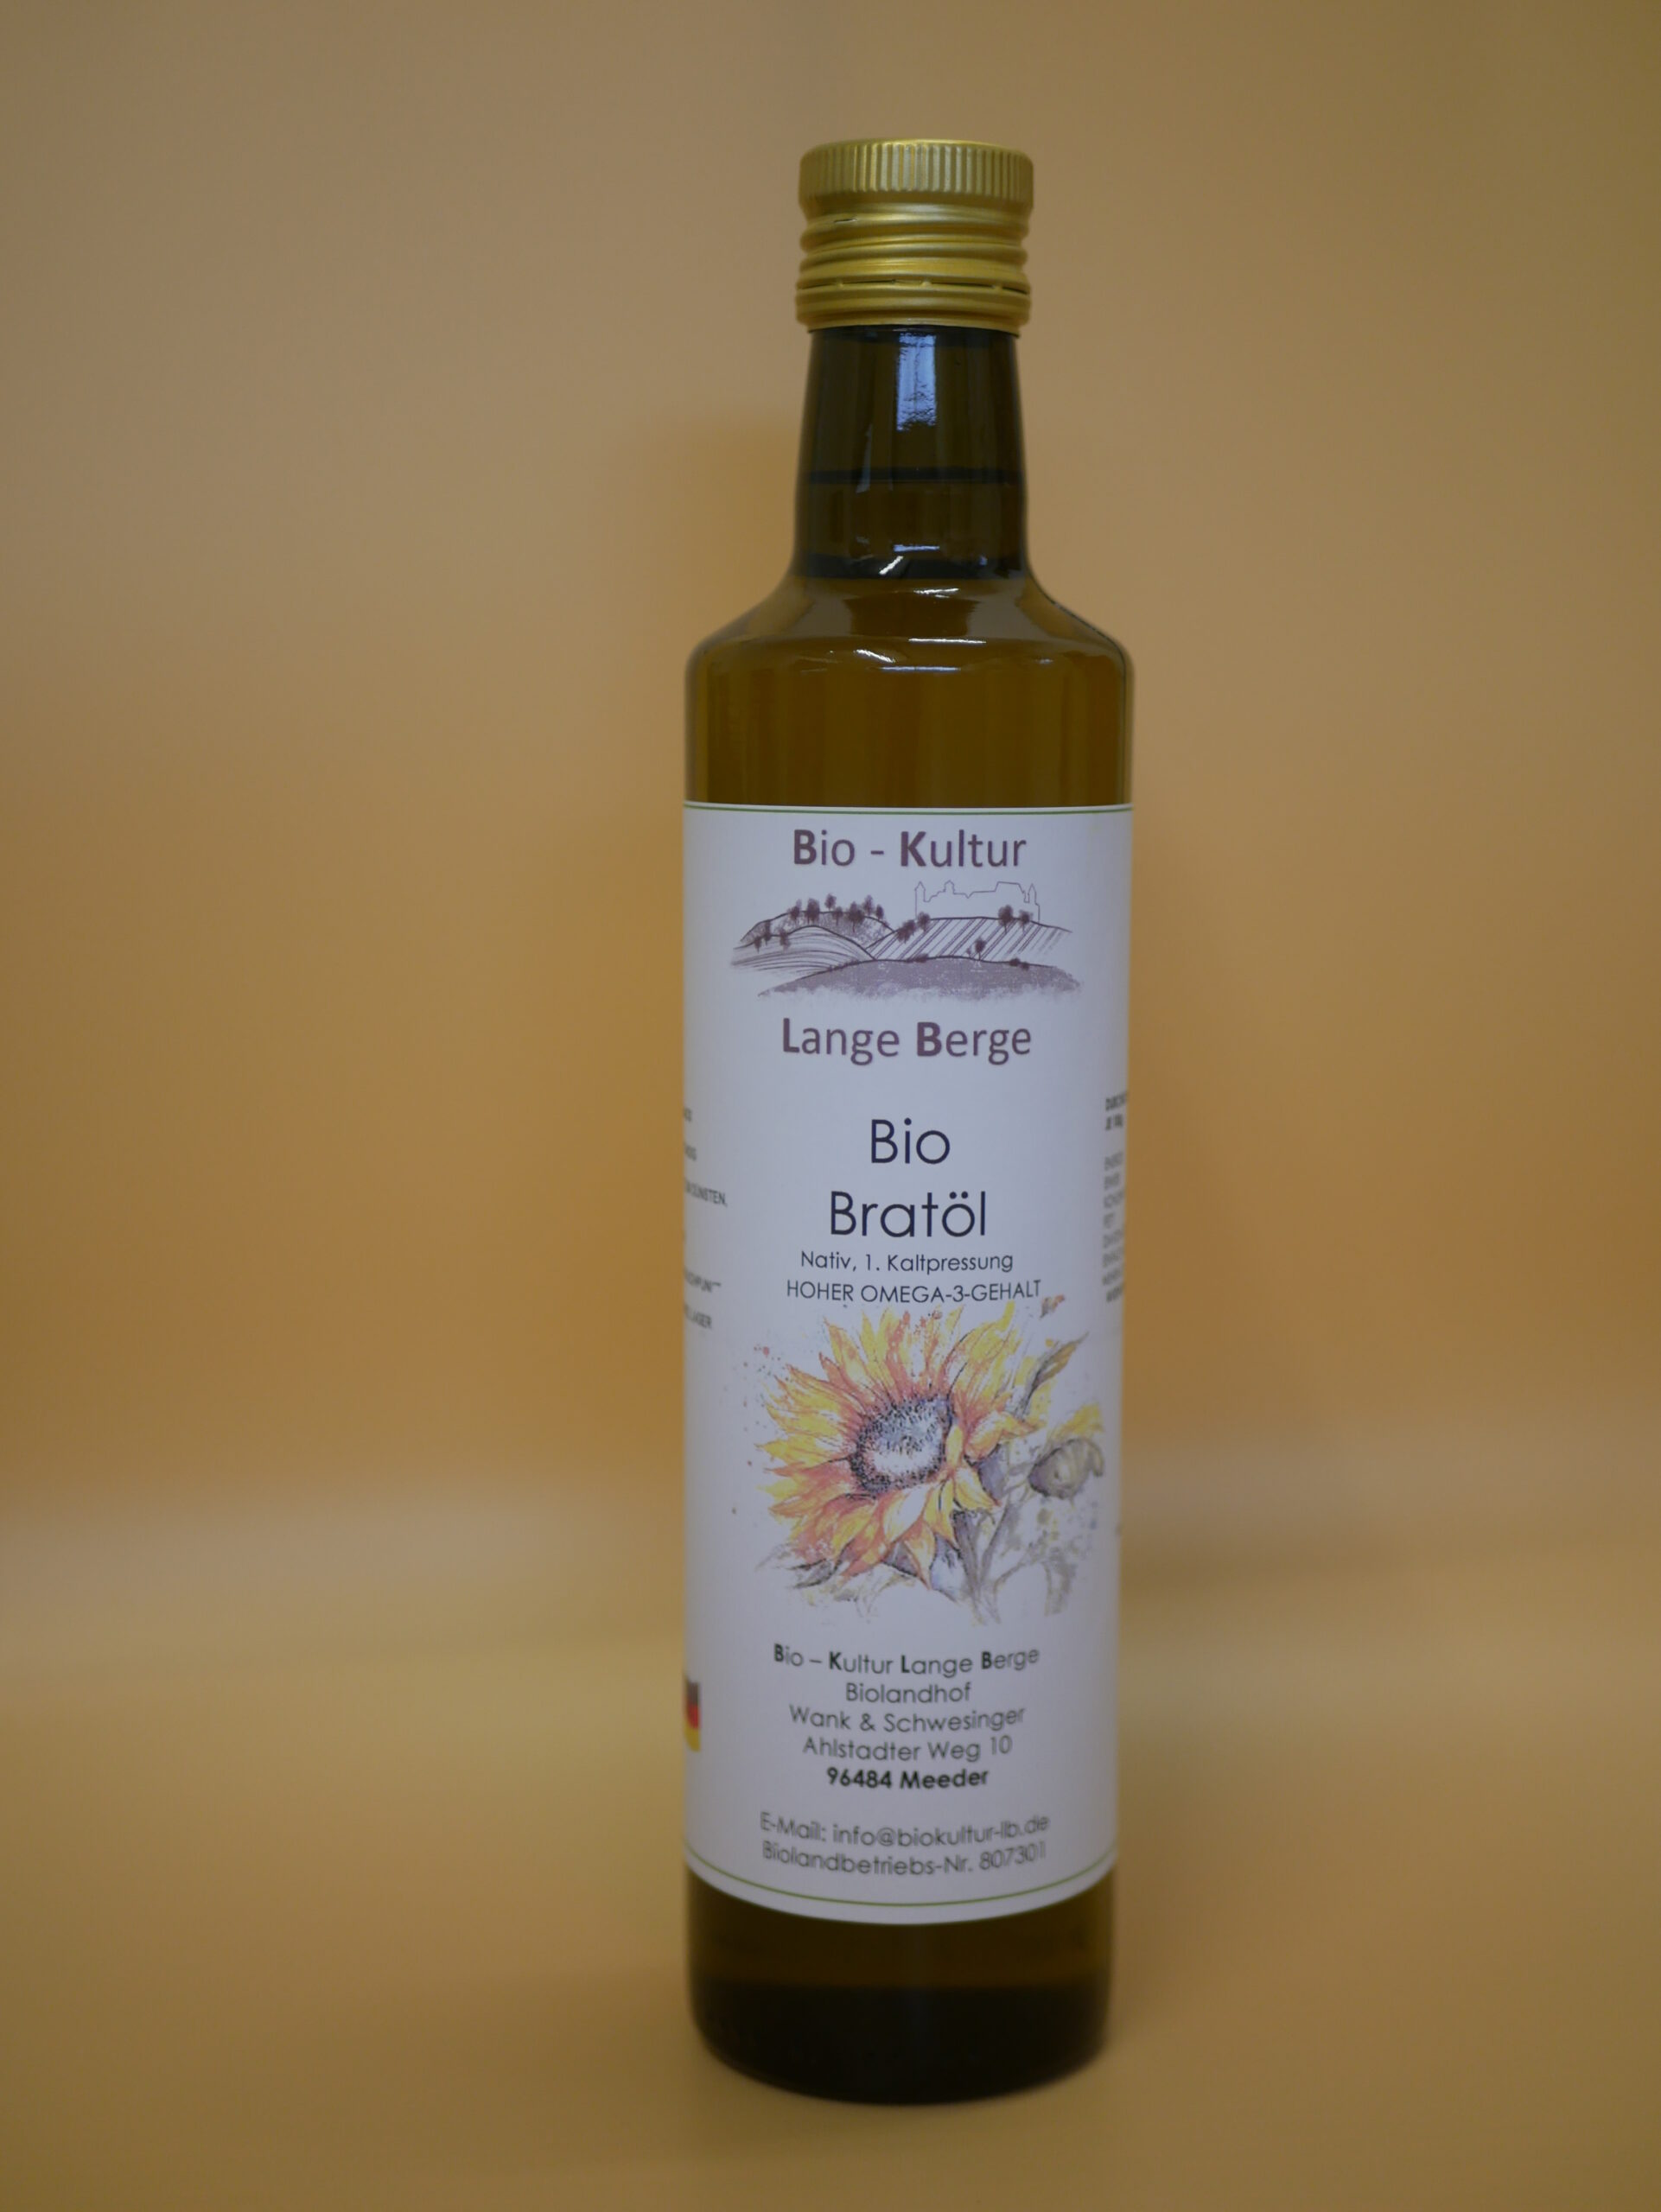 Bio - Kultur
Lange Berge
Bio
Bratöl
Nativ, 1. Kaltpressung
HOHER OMEGA-3-GEHALT
Bio – Kultur Lange Berge
Biolandhof
Wank & Schwesinger
Ahlstadter Weg 10
96484 Meeder
E-Mail: info@biokultur-lb.de
Biolandbetriebs-Nr. 807301